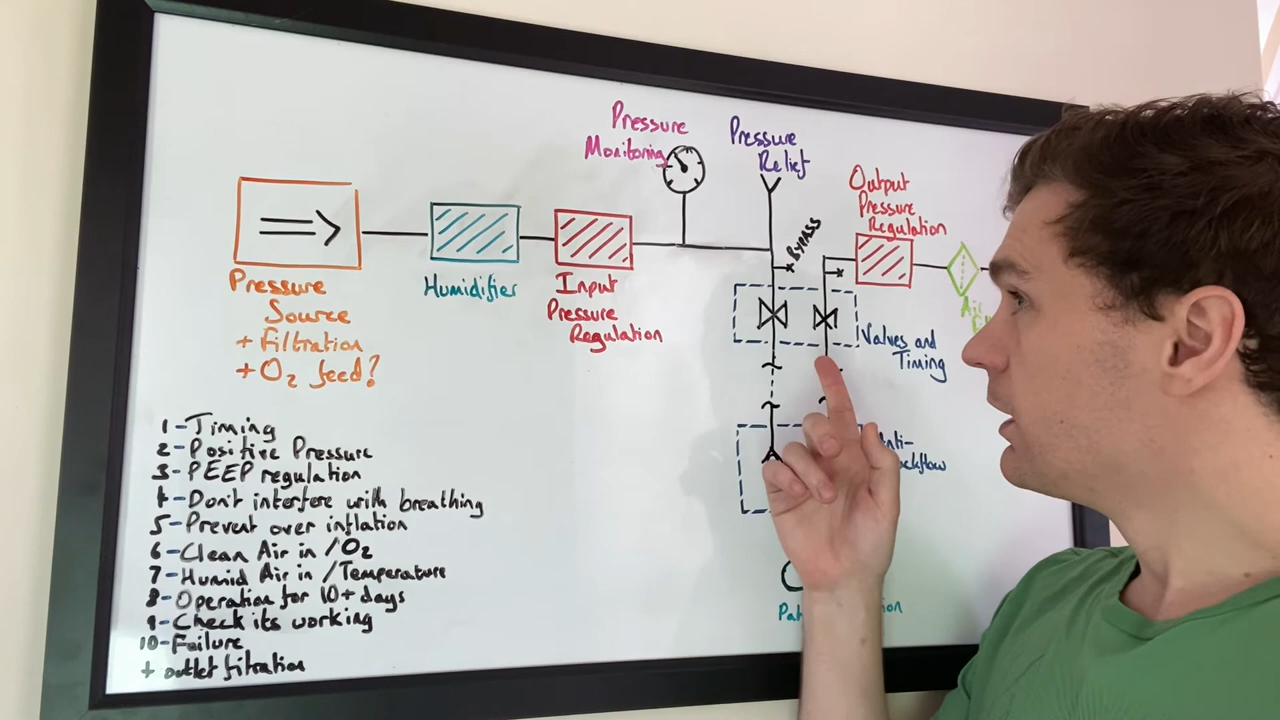 Pressure
Monitoring
Pressure
Relief
BYPASS
Output
Pressure
Regulation
Pressure
Source
+ Filtration
+ O₂ feed?
Humidifier
Input
Pressure
Regulation
Valves and
Timing
1-Timing
2-Positive Pressure
3-PEEP regulation
4-Don't interfere with breathing
5-Prevent over inflation
6-Clean Air in/O₂
7-Humid Air in/Temperature
8-Operation for 10+ days
9-Check its working
10-Failure
+ outlet filtration